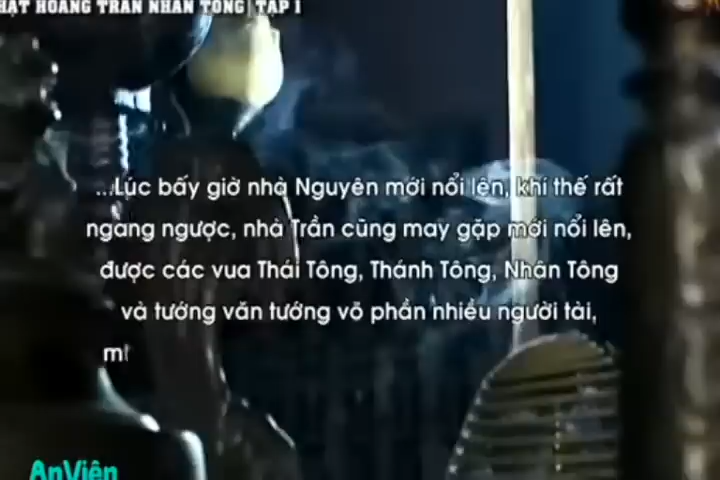 HẬT HOÀNG TRẦN NHÂN TÔNG | TẬP 1
...Lúc bấy giờ nhà Nguyên mới nổi lên, khí thế rất
ngang ngược, nhà Trần cũng may gặp mới nổi lên,
được các vua Thái Tông, Thánh Tông, Nhân Tông
và tướng văn tướng võ phần nhiều người tài,
AnViên